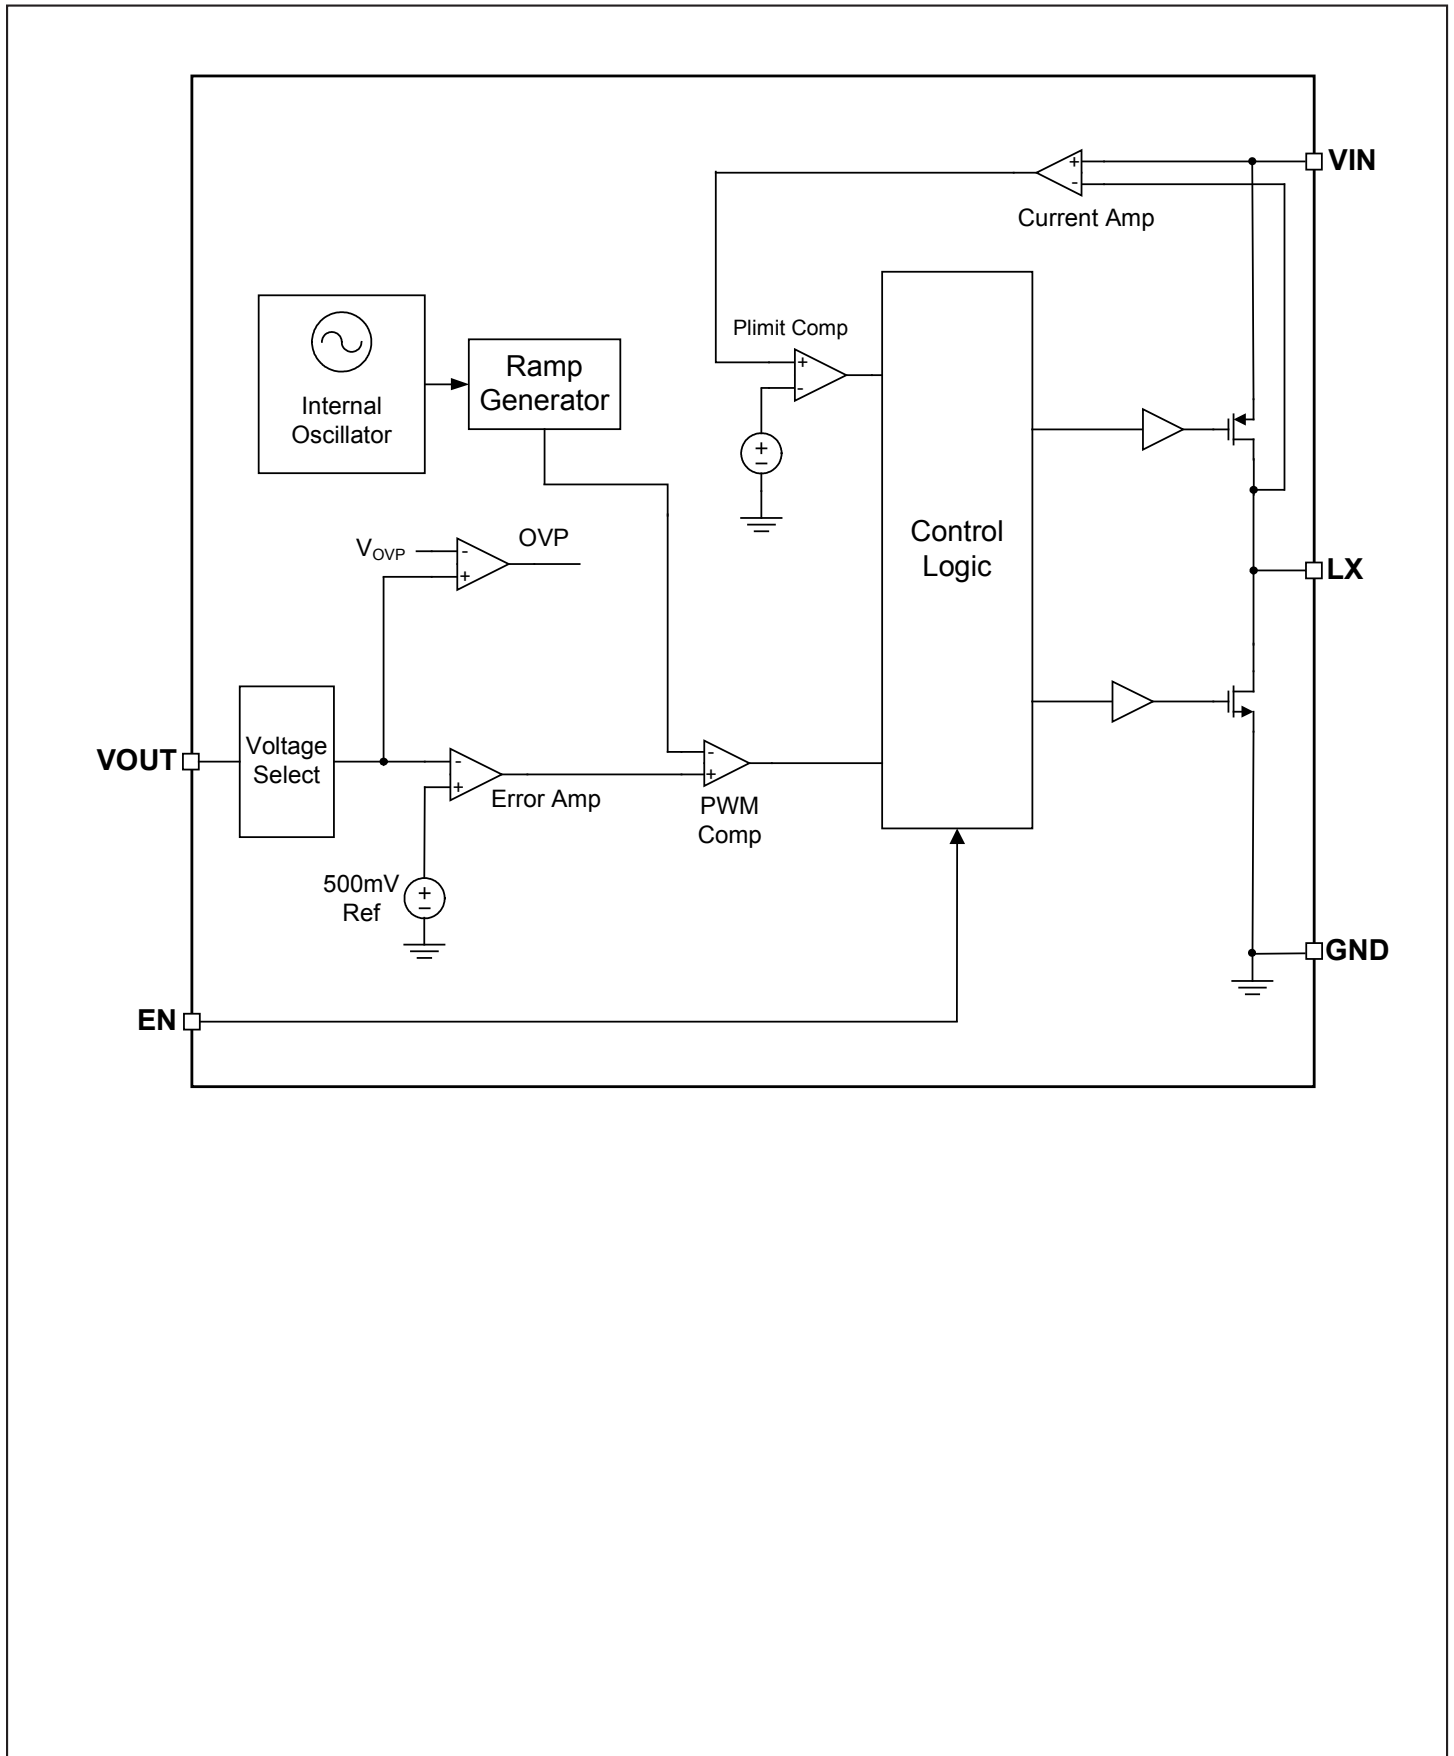 VIN
+
-
Current Amp
Plimit Comp
+
-
Internal
Oscillator
Ramp
Generator
+
−
Control
Logic
VOVP
-
+
OVP
LX
VOUT
Voltage
Select
-
+
Error Amp
-
+
PWM
Comp
500mV
Ref
+
−
GND
EN